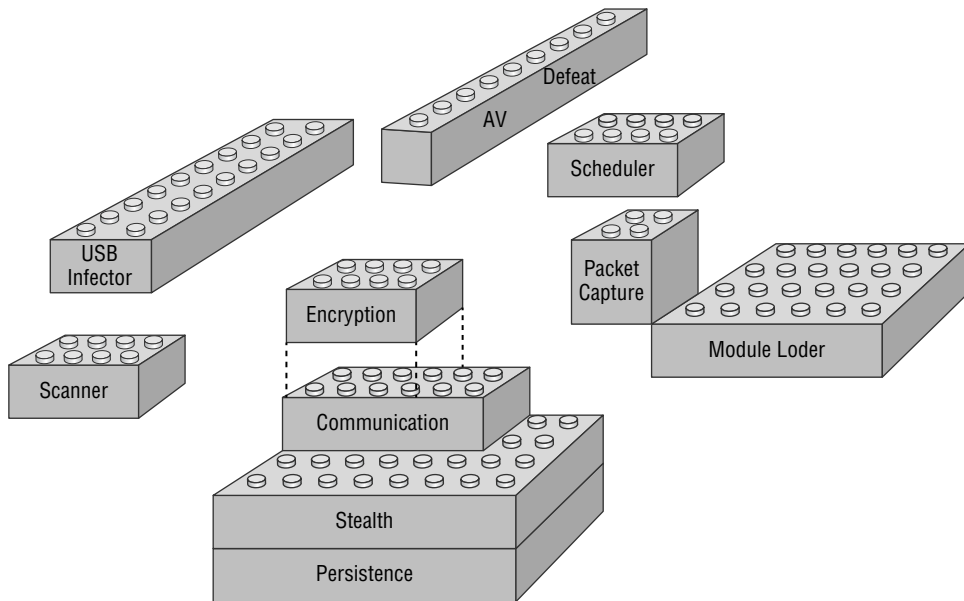 AV Defeat
Scheduler
USB
Infector
Packet
Capture
Encryption
Module Loder
Scanner
Communication
Stealth
Persistence